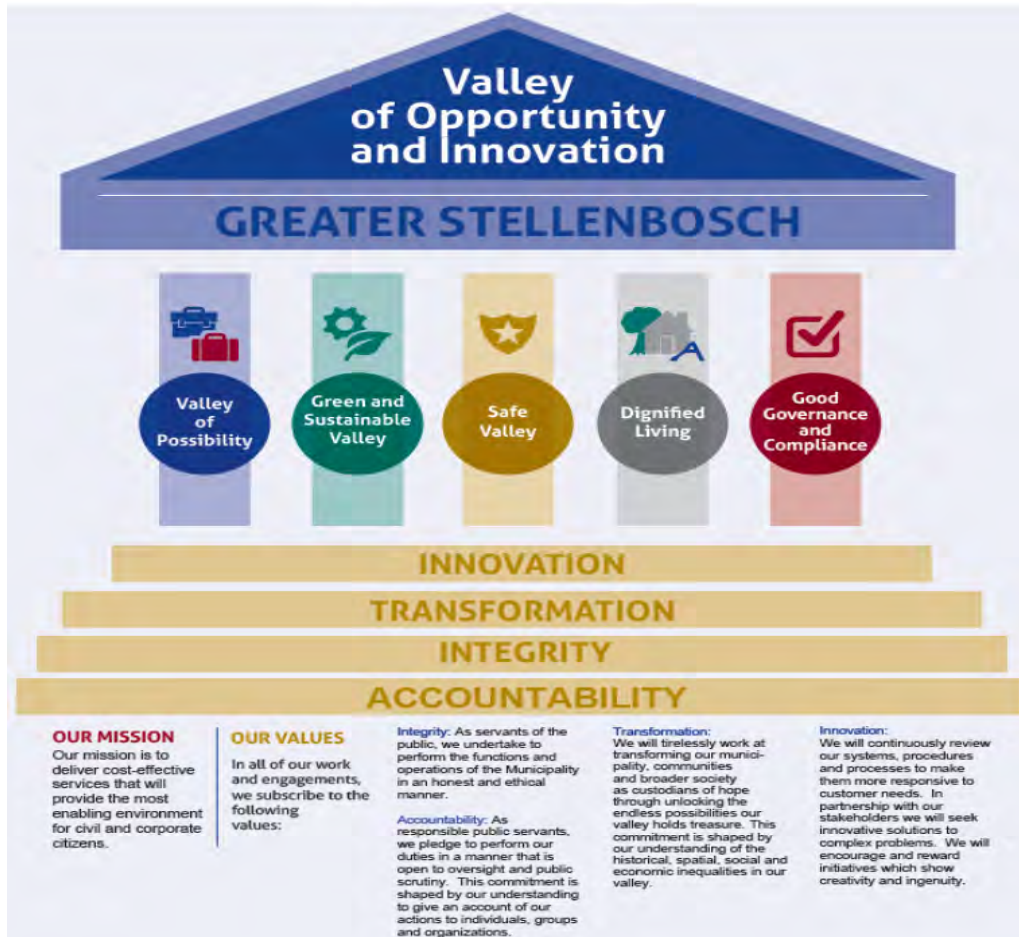 Valley
of Opportunity
and Innovation
GREATER STELLENBOSCH
Valley
of
Possibility
Green and
Sustainable
Valley
Safe
Valley
Dignified
Living
Good
Governance
and
Compliance
INNOVATION
TRANSFORMATION
INTEGRITY
ACCOUNTABILITY
OUR MISSION
Our mission is to
deliver cost-effective
services that will
provide the most
enabling environment
for civil and corporate
citizens.
OUR VALUES
In all of our work
and engagements,
we subscribe to the
following
values:
Integrity: As servants of the
public, we undertake to
perform the functions and
operations of the Municipality
in an honest and ethical
manner.
Accountability: As
responsible public servants,
we pledge to perform our
duties in a manner that is
open to oversight and public
scrutiny. This commitment is
shaped by our understanding
to give an account of our
actions to individuals, groups
and organizations.
Transformation:
We will tirelessly work at
transforming our munici-
pality, communities
and broader society
as custodians of hope
through unlocking the
endless possibilities our
valley holds treasure. This
commitment is shaped by
our understanding of the
historical, spatial, social and
economic inequalities in our
valley.
Innovation:
We will continuously review
our systems, procedures
and processes to make
them more responsive to
customer needs. In
partnership with our
stakeholders we will seek
innovative solutions to
complex problems. We will
encourage and reward
initiatives which show
creativity and ingenuity.